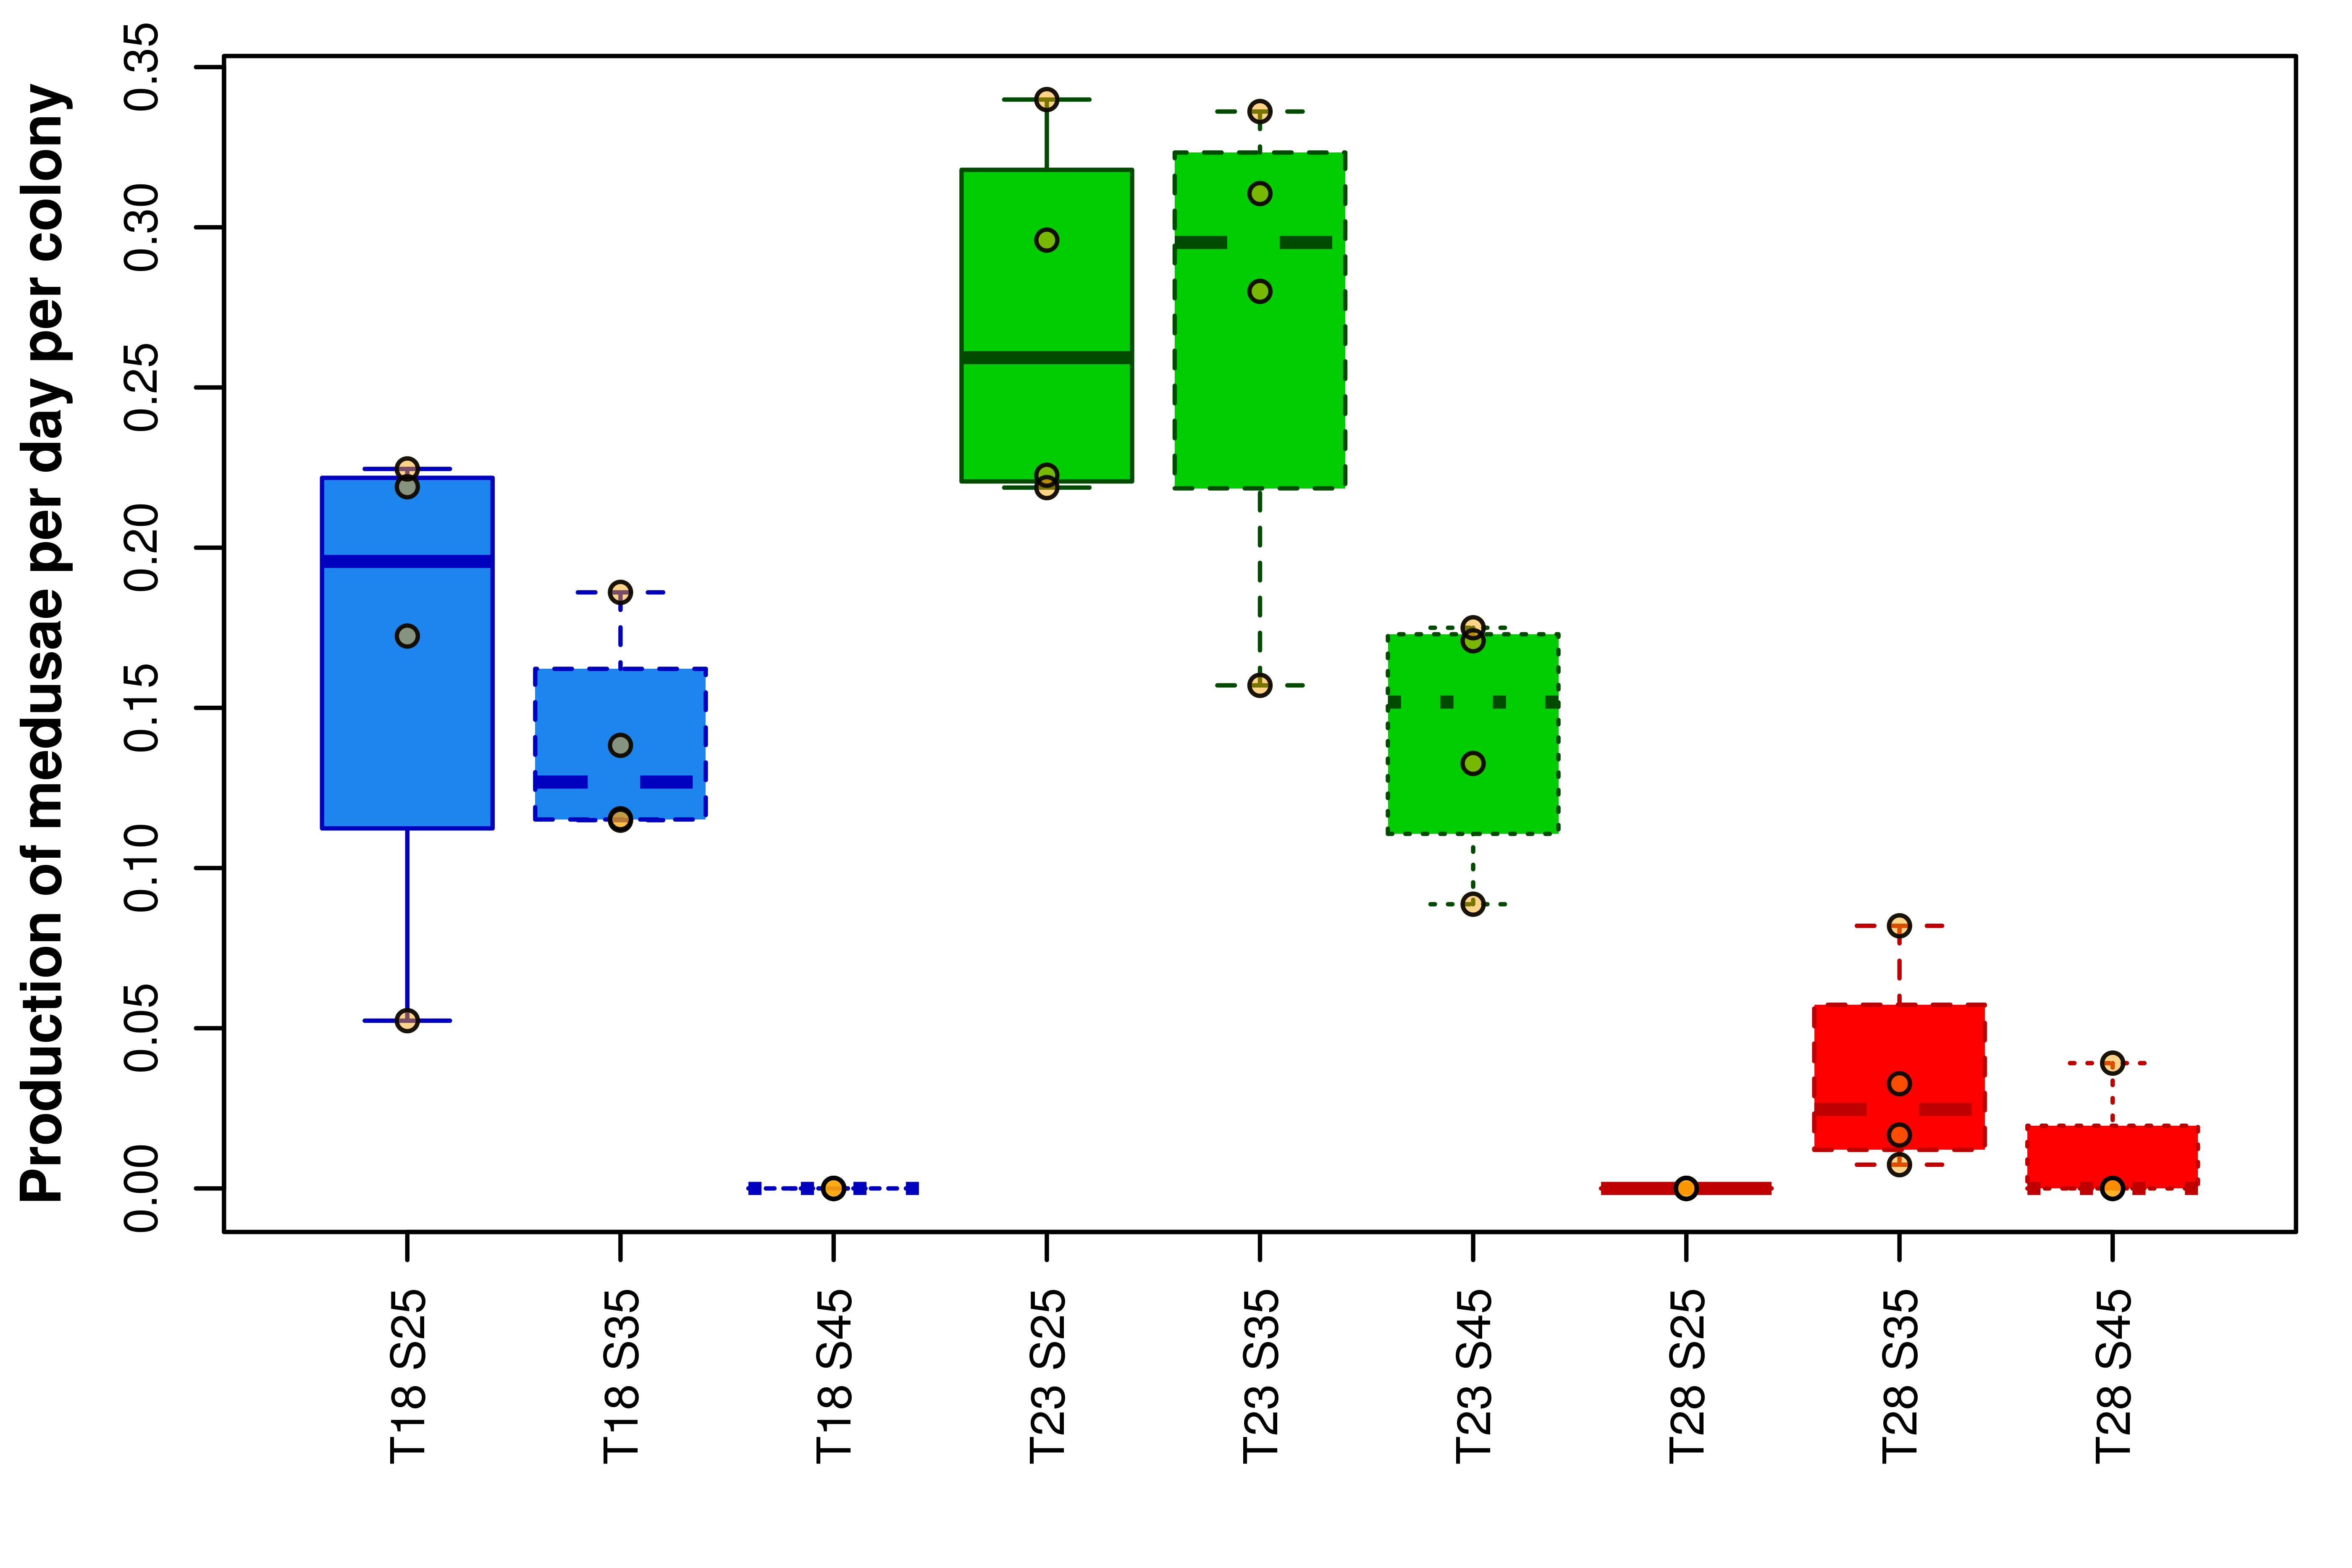 Production of medusae per day per colony
0.35
0.30
0.25
0.20
0.15
0.10
0.05
0.00
T18 S25
T18 S35
T18 S45
T23 S25
T23 S35
T23 S45
T28 S25
T28 S35
T28 S45